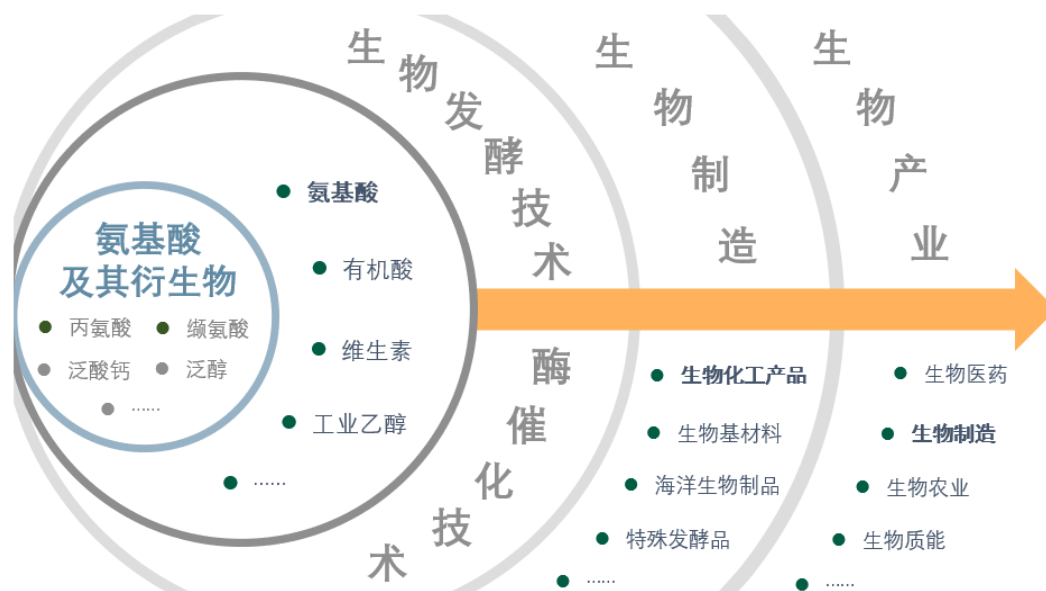 氨基酸
及其衍生物
丙氨酸
缬氨酸
泛酸钙
泛醇
......
氨基酸
有机酸
维生素
工业乙醇
......
生物发酵技术
酶催化技术
生物制造
生物化工产品
生物基材料
海洋生物制品
特殊发酵品
......
生物产业
生物医药
生物制造
生物农业
生物质能
......